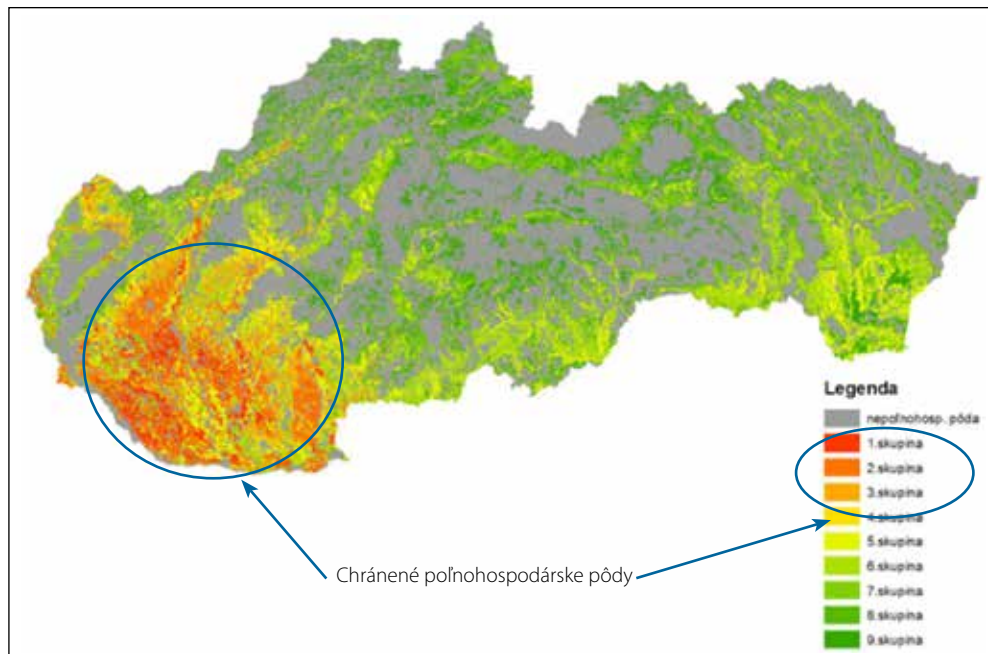 Legenda
nepoľnohosp. pôda
1.skupina
2.skupina
3.skupina
4.skupina
5.skupina
6.skupina
7.skupina
8.skupina
9.skupina
Chránené poľnohospodárske pôdy